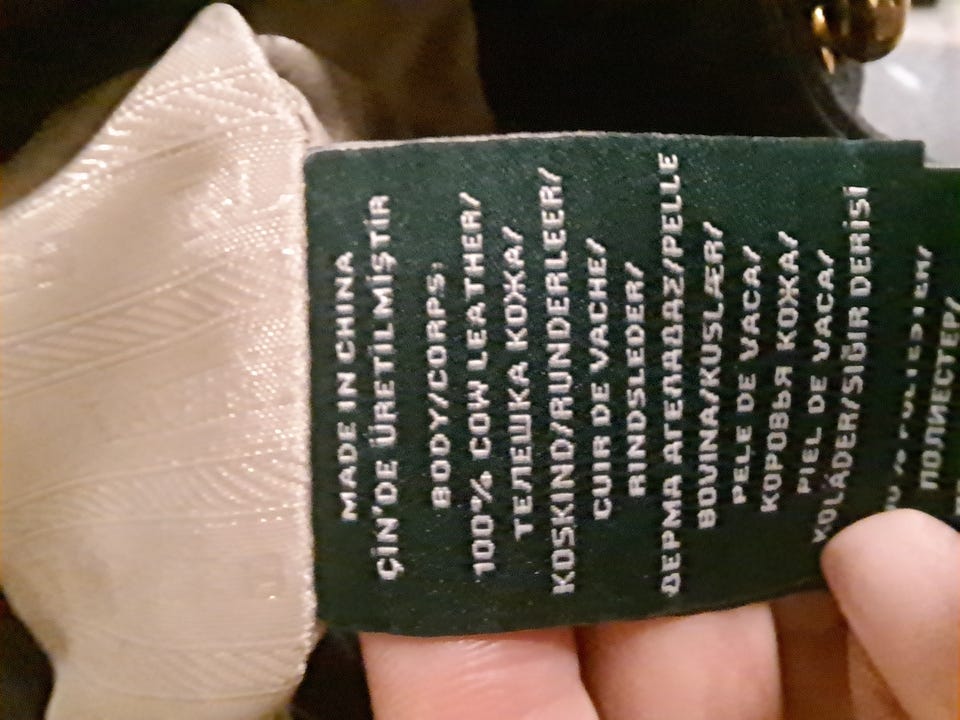 MADE IN CHINA
ÇİN'DE ÜRETİLMİŞTİR
BODY/CORPS:
100% COW LEATHER/
ТЕЛЕШКА КОЖА/
KOSKIND/RUNDERLEER/
CUIR DE VACHE/
RINDSLEDER/
ΔΕΡΜΑ ΑΓΕΛΑΔΑΣ/PELLE
BOVINA/KUSLÆR/
PELE DE VACA/
КОРОВЬЯ КОЖА/
PIEL DE VACA/
KOLÄDER/SIĞIR DERİSİ
ПОЛИЕСТЕР/